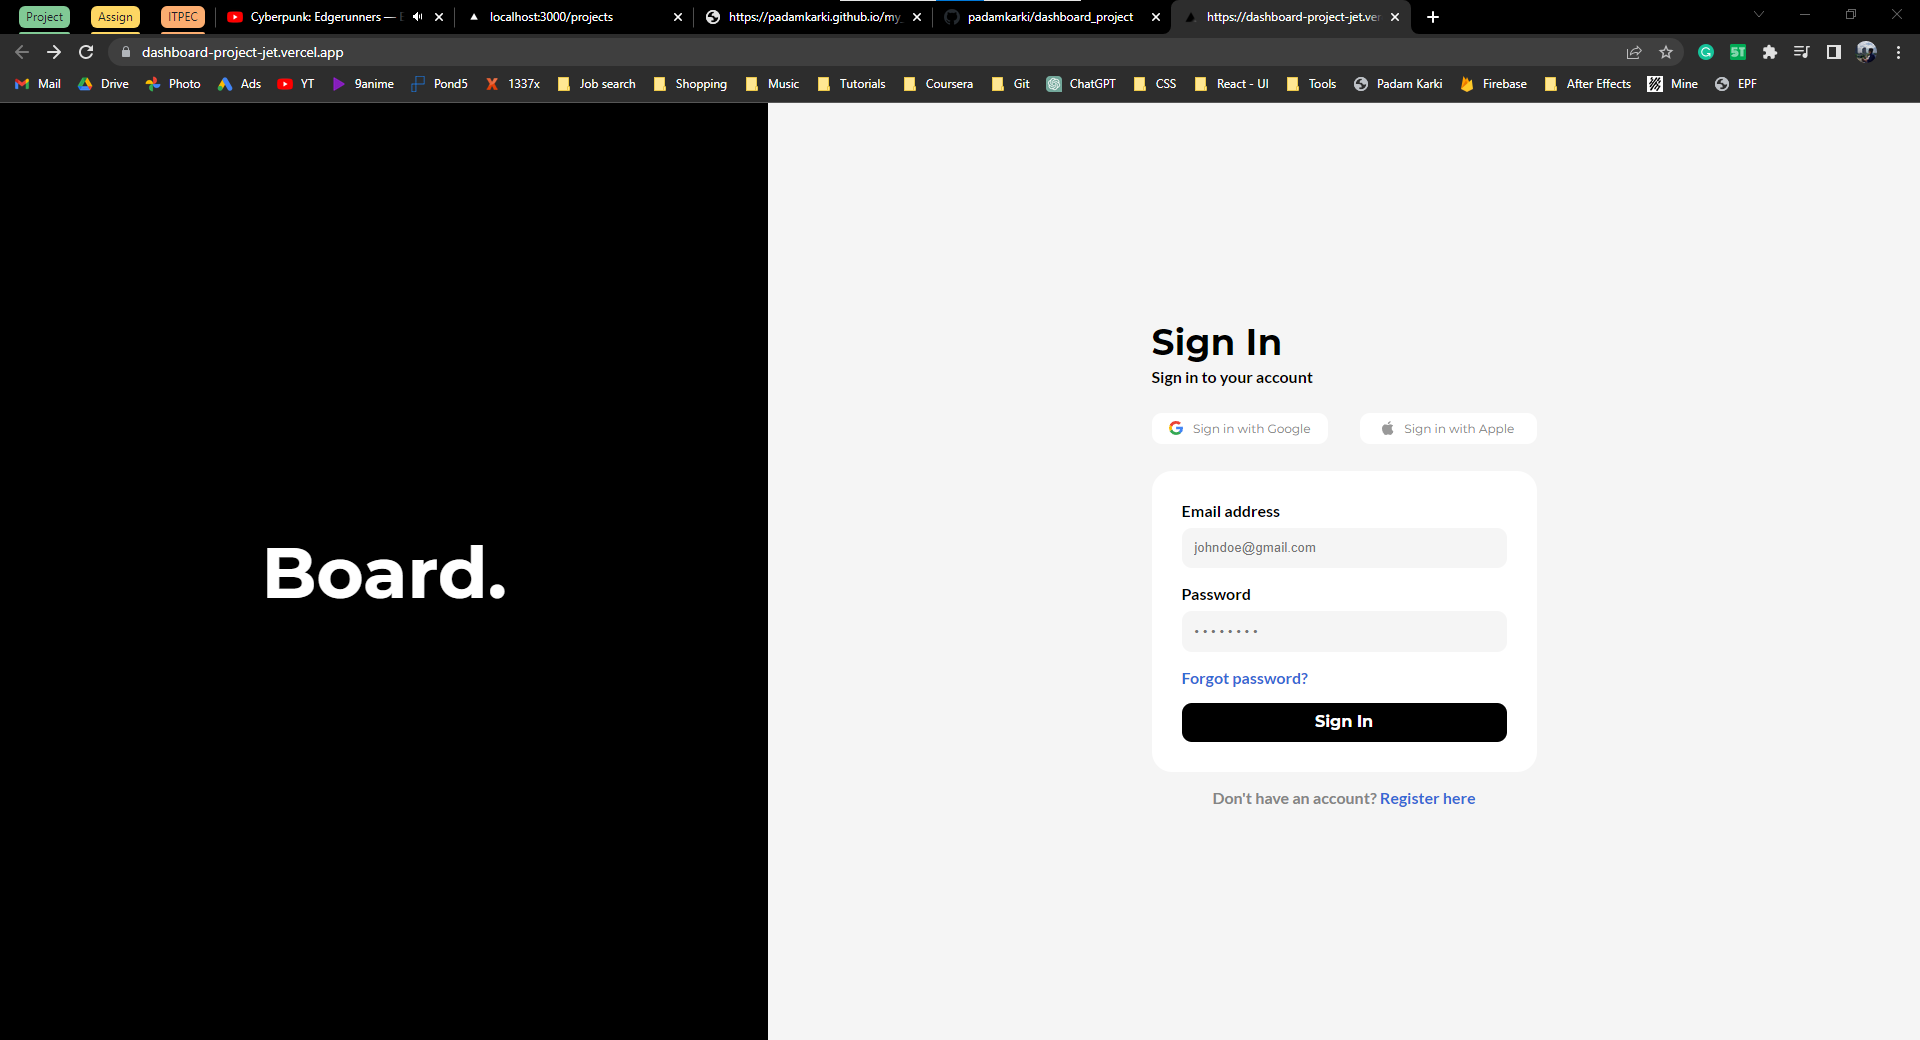 Project Assign ITPEC Cyberpunk: Edgerunners — localhost:3000/projects https://padamkarki.github.io/my_ padamkarki/dashboard_project https://dashboard-project-jet.ver
dashboard-project-jet.vercel.app
Mail Drive Photo Ads YT 9anime Pond5 1337x Job search Shopping Music Tutorials Coursera Git ChatGPT CSS React - UI Tools Padam Karki Firebase After Effects Mine EPF
Board.
Sign In
Sign in to your account
Sign in with Google Sign in with Apple
Email address
johndoe@gmail.com
Password
Forgot password?
Sign In
Don't have an account? Register here